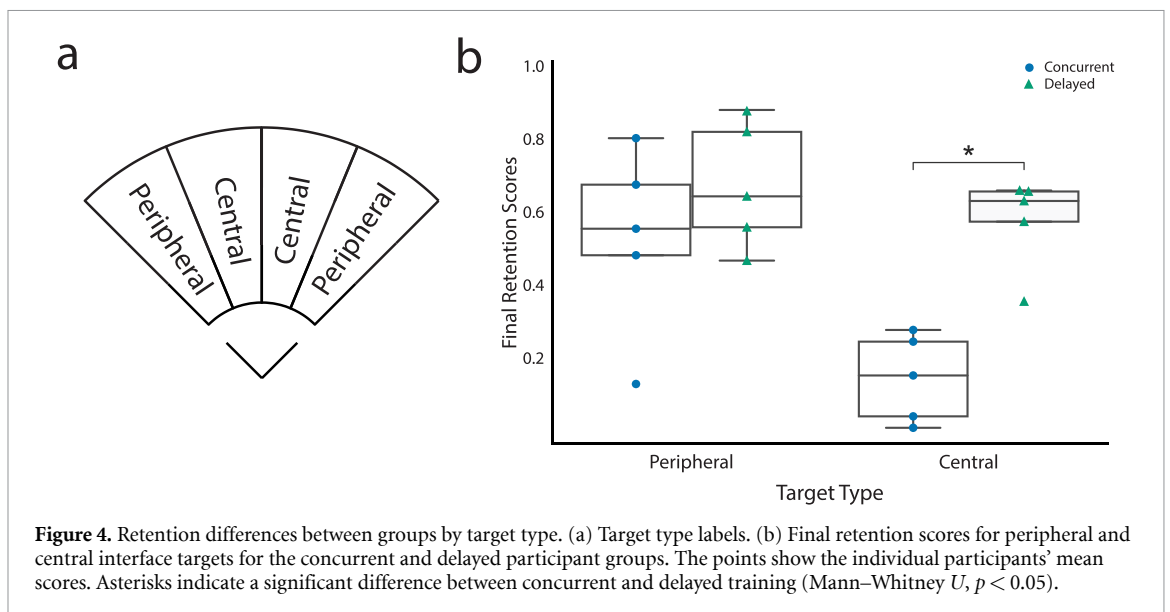 a
Peripheral
Central
Central
Peripheral
b
Final Retention Scores
1.0
0.8
0.6
0.4
0.2
Concurrent
Delayed
*
Peripheral
Central
Target Type
Figure 4. Retention differences between groups by target type. (a) Target type labels. (b) Final retention scores for peripheral and
central interface targets for the concurrent and delayed participant groups. The points show the individual participants’ mean
scores. Asterisks indicate a significant difference between concurrent and delayed training (Mann–Whitney U, p < 0.05).